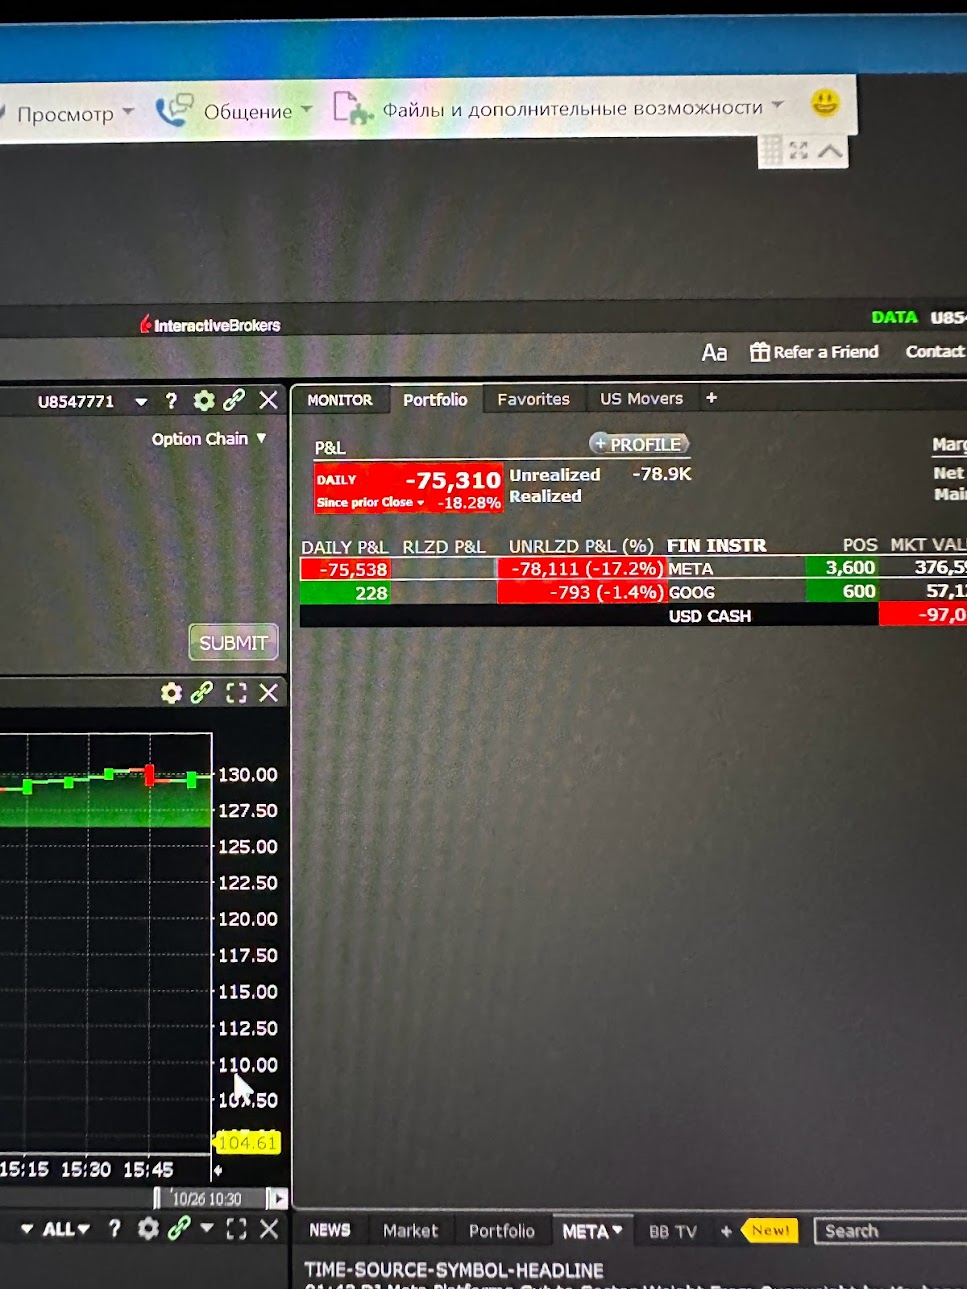 Просмотр
Общение
Файлы и дополнительные возможности
InteractiveBrokers
DATA
Aa
Refer a Friend
Contact
U8547771
?
Option Chain
SUBMIT
MONITOR
Portfolio
Favorites
US Movers
+
P&L
+ PROFILE
DAILY -75,310
Since prior Close -18.28%
Unrealized -78.9K
Realized
Net
DAILY P&L RLZD P&L UNRLZD P&L (%) FIN INSTR POS MKT VAL
-75,538 -78,111 (-17.2%) META 3,600 376,5
228 -793 (-1.4%) GOOG 600 57,1
USD CASH -97,0
130.00
127.50
125.00
122.50
120.00
117.50
115.00
112.50
110.00
107.50
104.61
15:15 15:30 15:45
'10/26 10:30
ALL ?
NEWS Market Portfolio META BB TV + New! Search
TIME-SOURCE-SYMBOL-HEADLINE